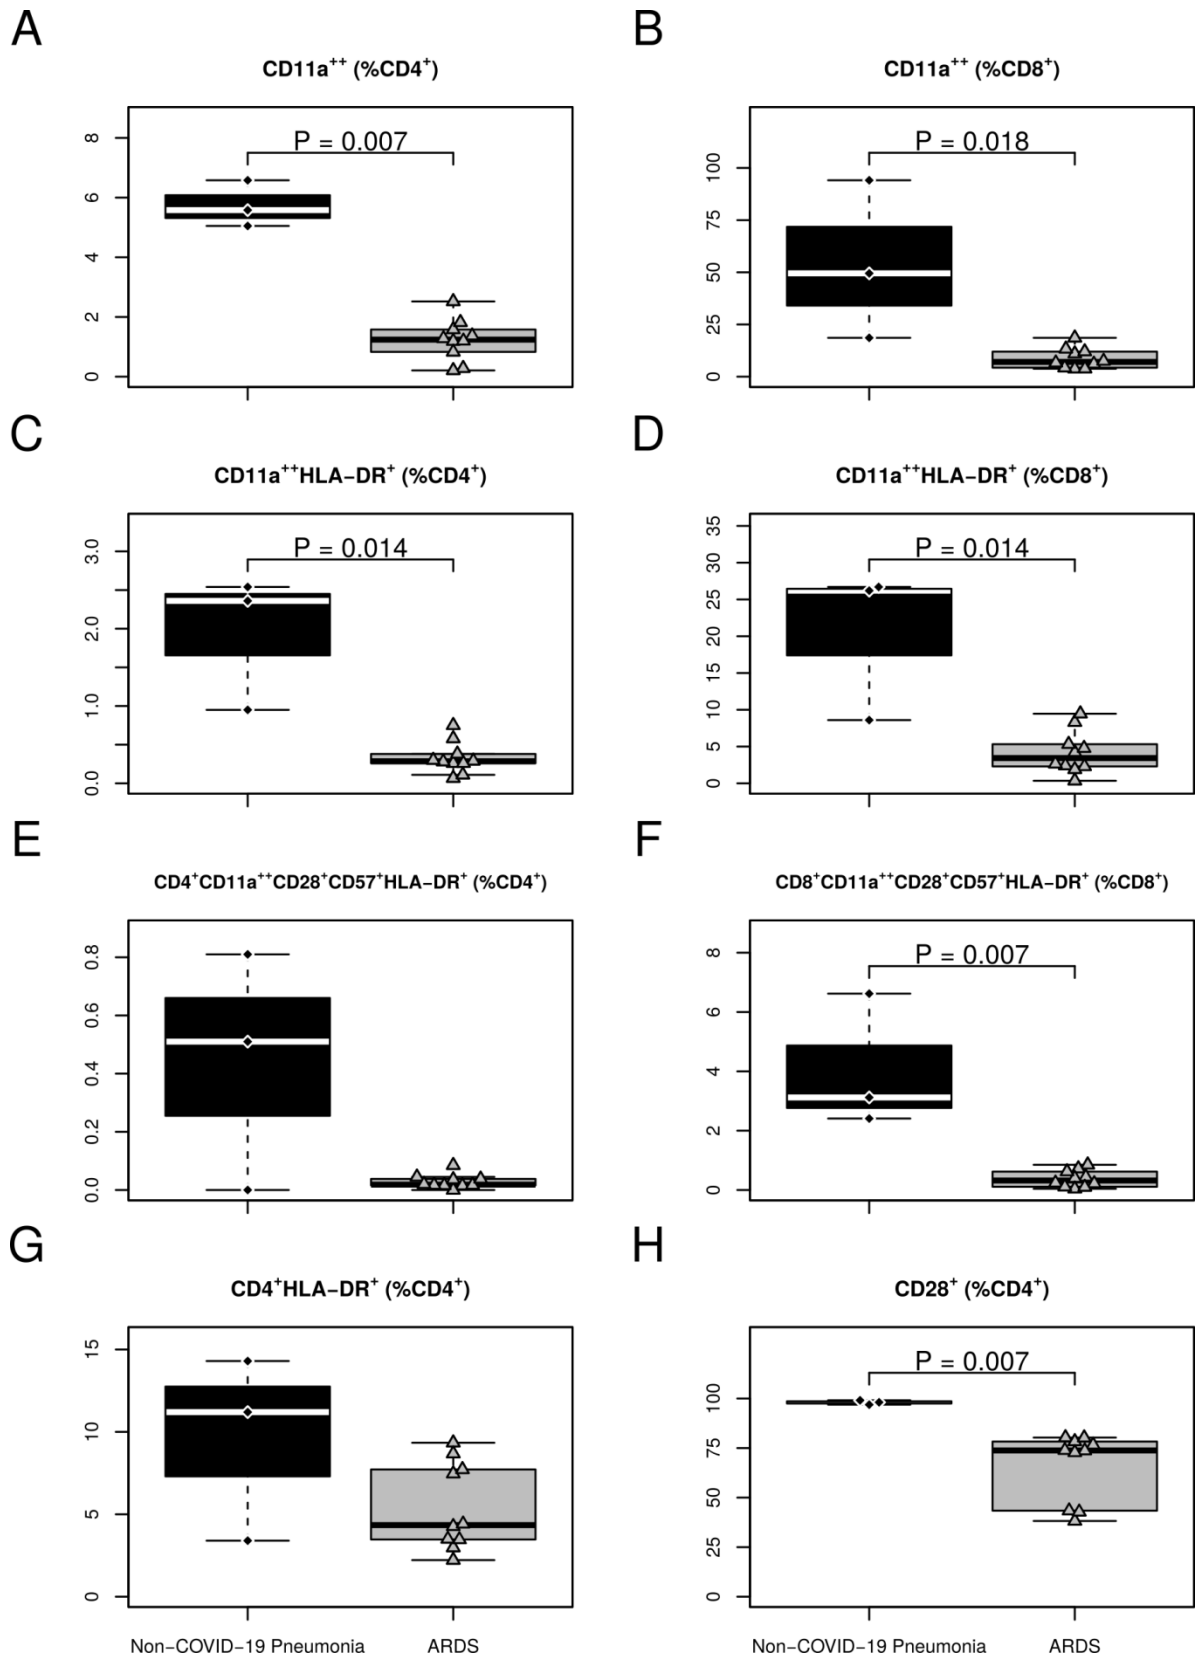 A
B
CD11a⁺⁺ (%CD4⁺)
CD11a⁺⁺ (%CD8⁺)
P = 0.007
P = 0.018
8
6
4
2
0
100
75
50
25
0
C
D
CD11a⁺⁺HLA−DR⁺ (%CD4⁺)
CD11a⁺⁺HLA−DR⁺ (%CD8⁺)
P = 0.014
P = 0.014
3.0
2.0
1.0
0.0
35
30
25
20
15
10
5
0
E
F
CD4⁺CD11a⁺⁺CD28⁺CD57⁺HLA−DR⁺ (%CD4⁺)
CD8⁺CD11a⁺⁺CD28⁺CD57⁺HLA−DR⁺ (%CD8⁺)
P = 0.007
0.8
0.6
0.4
0.2
0.0
8
6
4
2
0
G
H
CD4⁺HLA−DR⁺ (%CD4⁺)
CD28⁺ (%CD4⁺)
P = 0.007
15
10
5
0
100
75
50
25
0
Non−COVID−19 Pneumonia ARDS
Non−COVID−19 Pneumonia ARDS